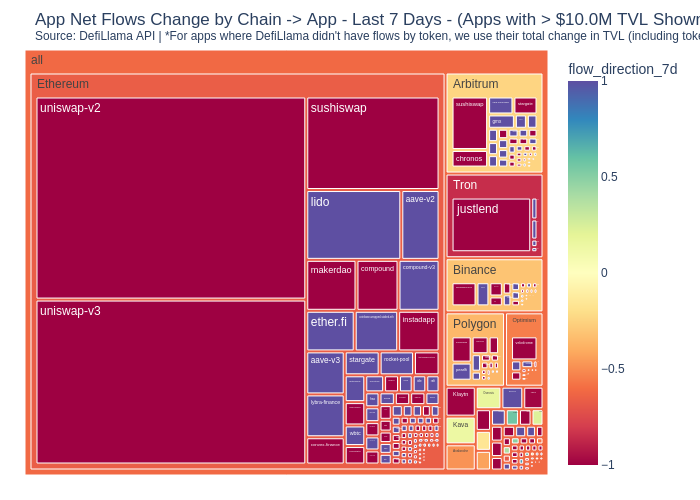 App Net Flows Change by Chain -> App - Last 7 Days - (Apps with > $10.0M TVL Shown
Source: DefiLlama API | *For apps where DefiLlama didn't have flows by token, we use their total change in TVL (including toke
all
flow_direction_7d
Ethereum
uniswap-v2
uniswap-v3
sushiswap
lido
aave-v2
makerdao
compound
compound-v3
ether.fi
instadapp
aave-v3
stargate
rocket-pool
lybra-finance
wbtc
Arbitrum
sushiswap
stargate
gmx
chronos
Tron
justlend
Binance
Polygon
Optimism
velodrome
Klaytn
Kava
1
0.5
0
−0.5
−1